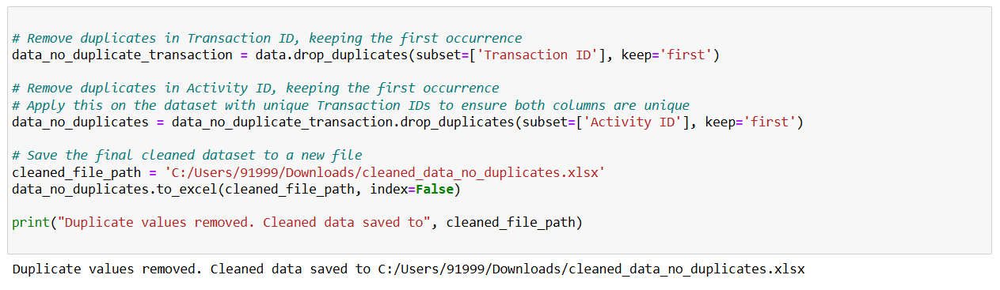 # Remove duplicates in Transaction ID, keeping the first occurrence
data_no_duplicate_transaction = data.drop_duplicates(subset=['Transaction ID'], keep='first')
# Remove duplicates in Activity ID, keeping the first occurrence
# Apply this on the dataset with unique Transaction IDs to ensure both columns are unique
data_no_duplicates = data_no_duplicate_transaction.drop_duplicates(subset=['Activity ID'], keep='first')
# Save the final cleaned dataset to a new file
cleaned_file_path = 'C:/Users/91999/Downloads/cleaned_data_no_duplicates.xlsx'
data_no_duplicates.to_excel(cleaned_file_path, index=False)
print("Duplicate values removed. Cleaned data saved to", cleaned_file_path)
Duplicate values removed. Cleaned data saved to C:/Users/91999/Downloads/cleaned_data_no_duplicates.xlsx